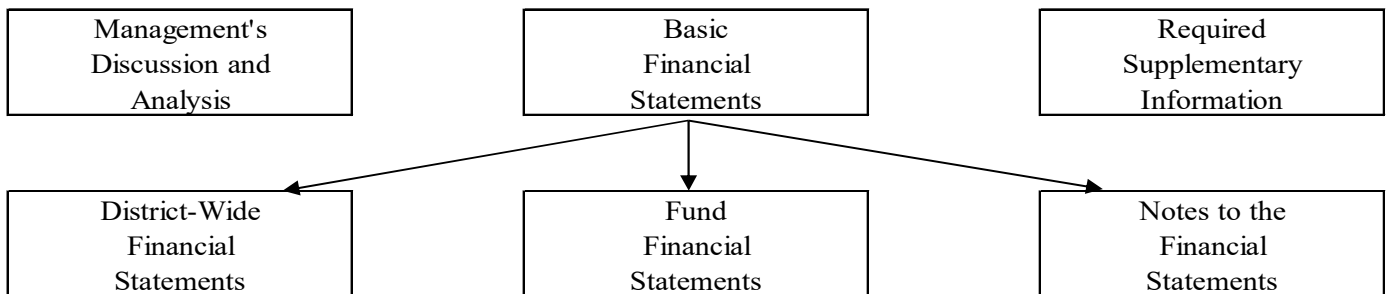 Management's
Discussion and
Analysis
Basic
Financial
Statements
Required
Supplementary
Information
District-Wide
Financial
Statements
Fund
Financial
Statements
Notes to the
Financial
Statements